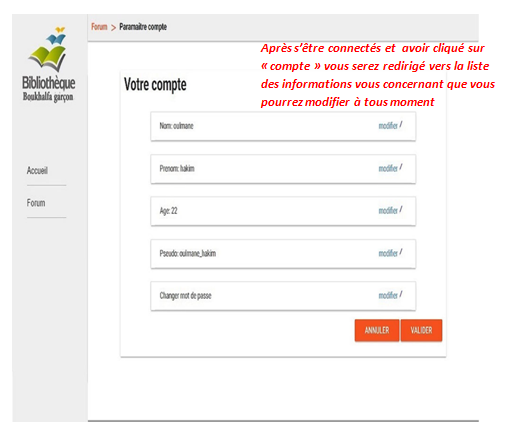 Forum > Paramaître compte
Après s’être connectés et avoir cliqué sur
« compte » vous serez redirigé vers la liste
des informations vous concernant que vous
pourrez modifier à tous moment
Bibliothèque
Boukhalfa garçon
Accueil
Forum
Votre compte
Nom: oulmane modifier /
Prenom: hakim modifier /
Age: 22 modifier /
Pseudo: oulmane_hakim modifier /
Changer mot de passe modifier /
ANNULER VALIDER